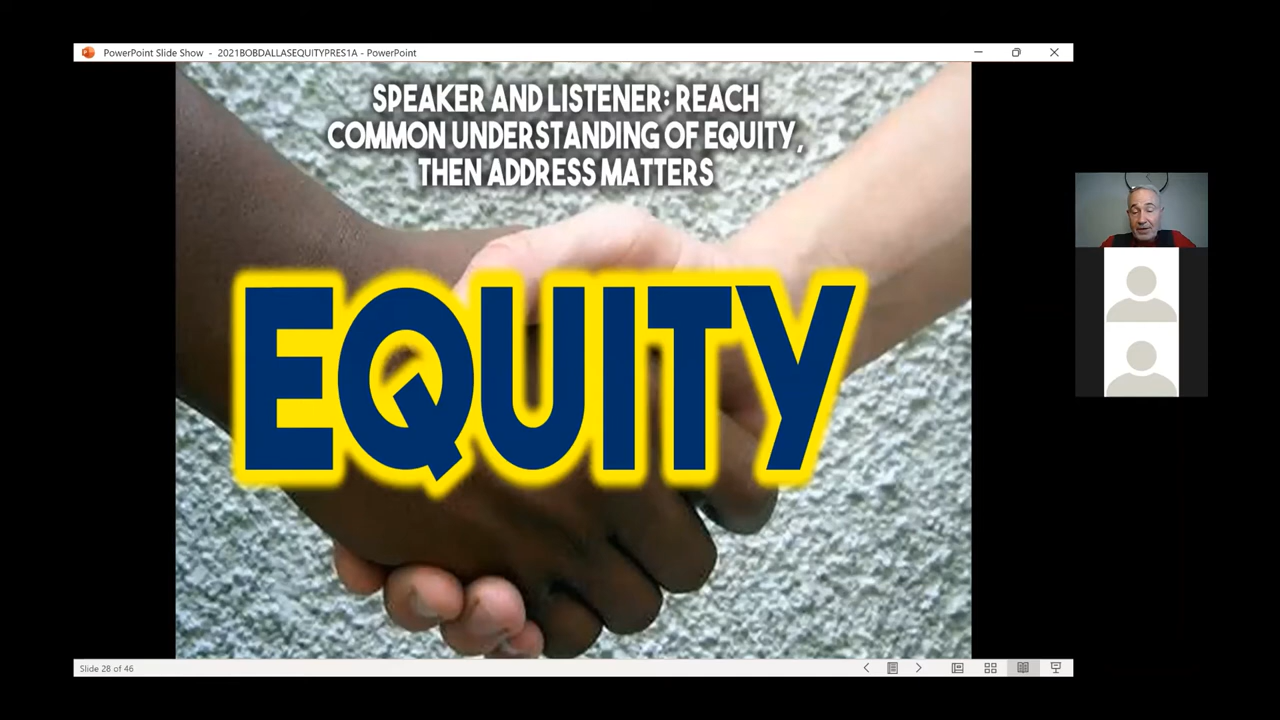 PowerPoint Slide Show - 2021BOBDALLASEQUITYPRES1A - PowerPoint
SPEAKER AND LISTENER: REACH
COMMON UNDERSTANDING OF EQUITY,
THEN ADDRESS MATTERS
EQUITY
Slide 28 of 46